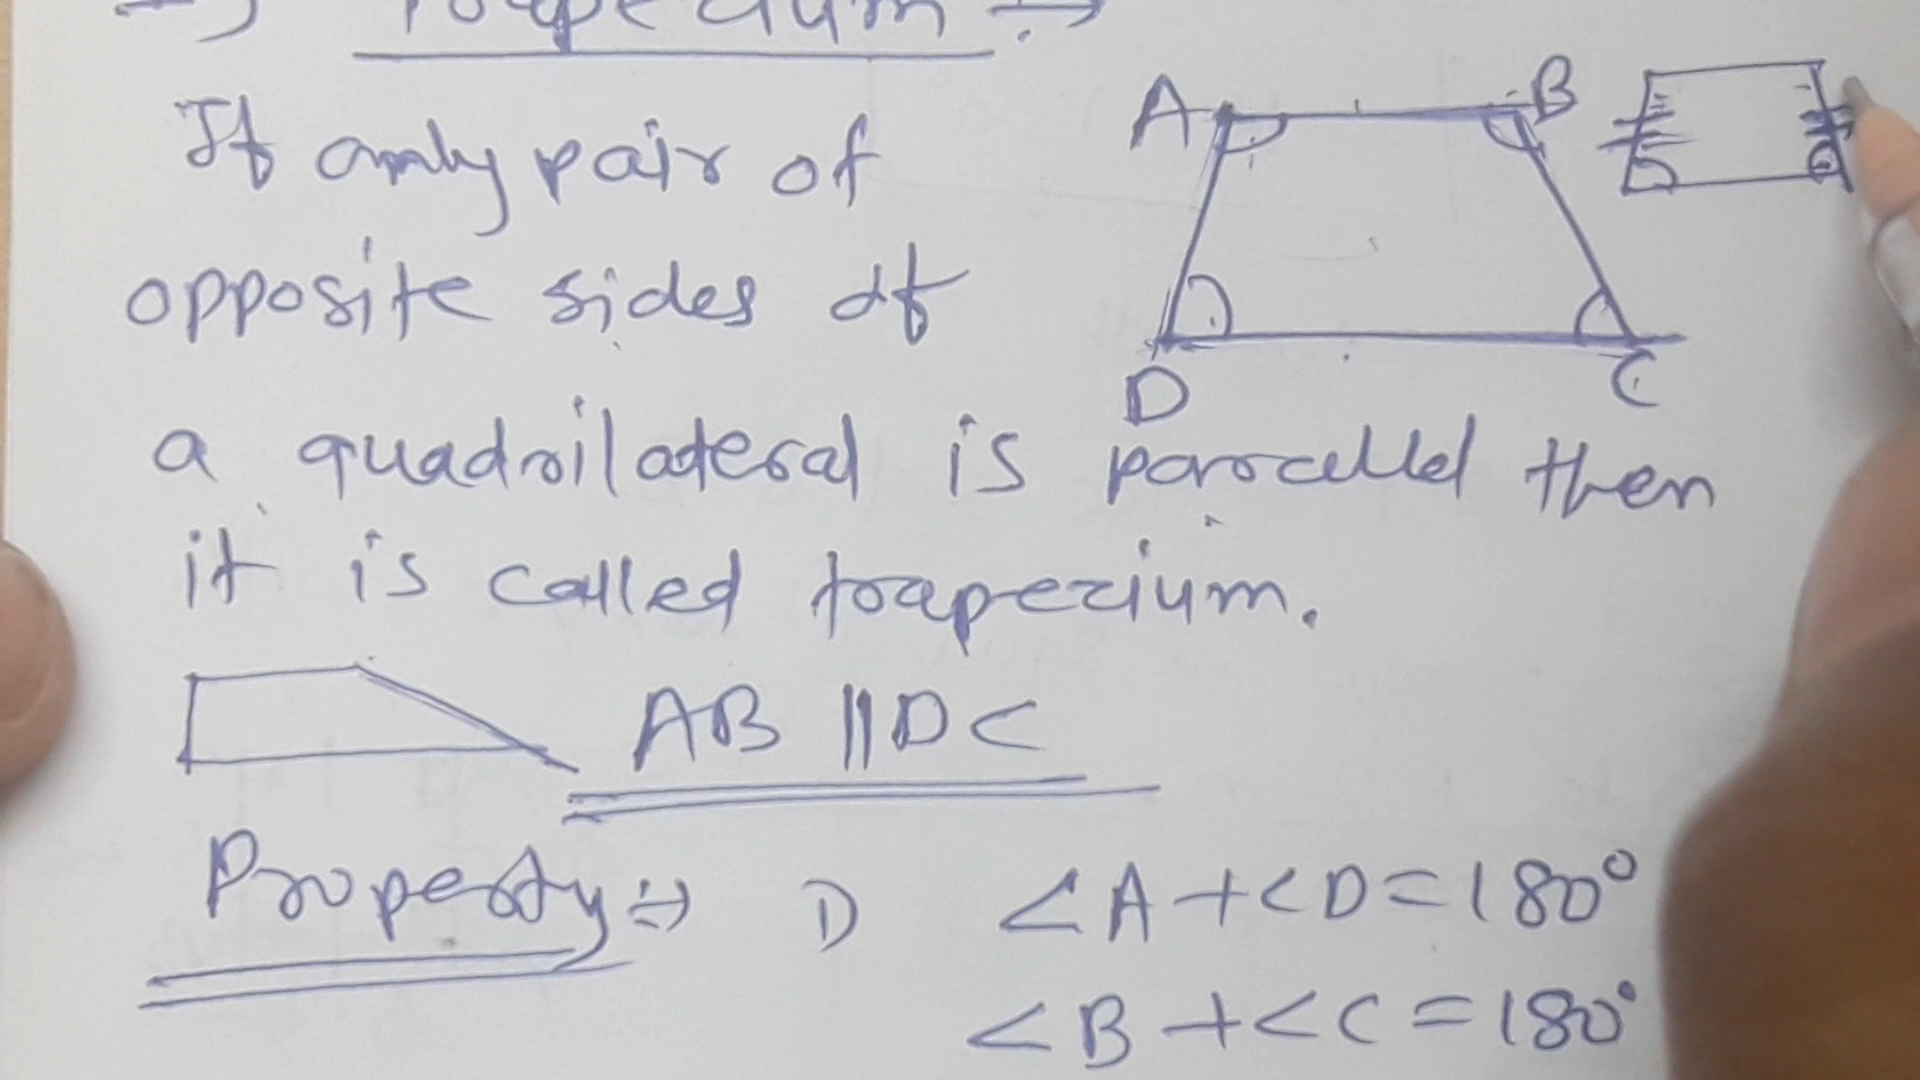 Trapezium :→
If only pair of
A B
opposite sides of
D C
a quadrilateral is parallel then
it is called trapezium.
AB || DC
Property :→ 1) ∠A + ∠D = 180°
∠B + ∠C = 180°